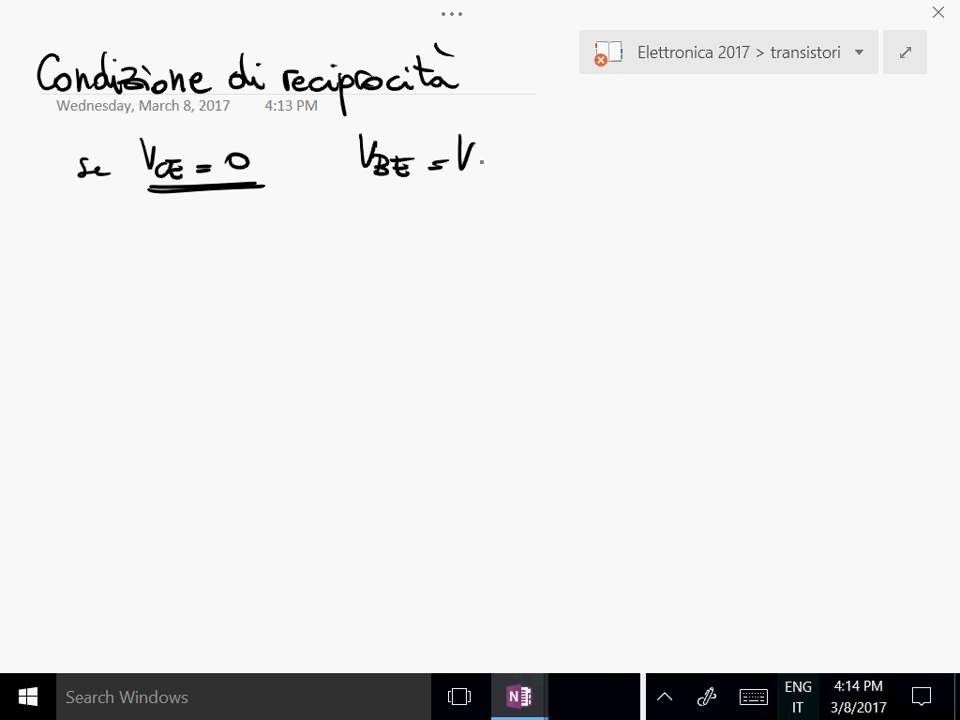 Elettronica 2017 > transistori
Condizione di reciprocità
Wednesday, March 8, 2017 4:13 PM
se VCE = 0 VBE = V
Search Windows
N
ENG
IT
4:14 PM
3/8/2017